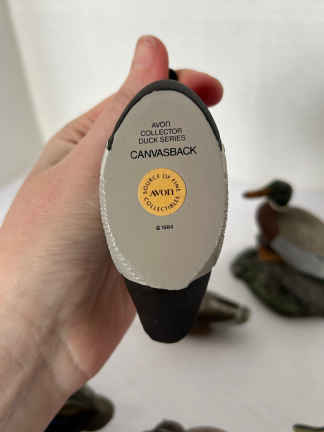 AVON
COLLECTOR
DUCK SERIES
CANVASBACK
SOURCE OF FINE
AVON
COLLECTIBLES
© 1984